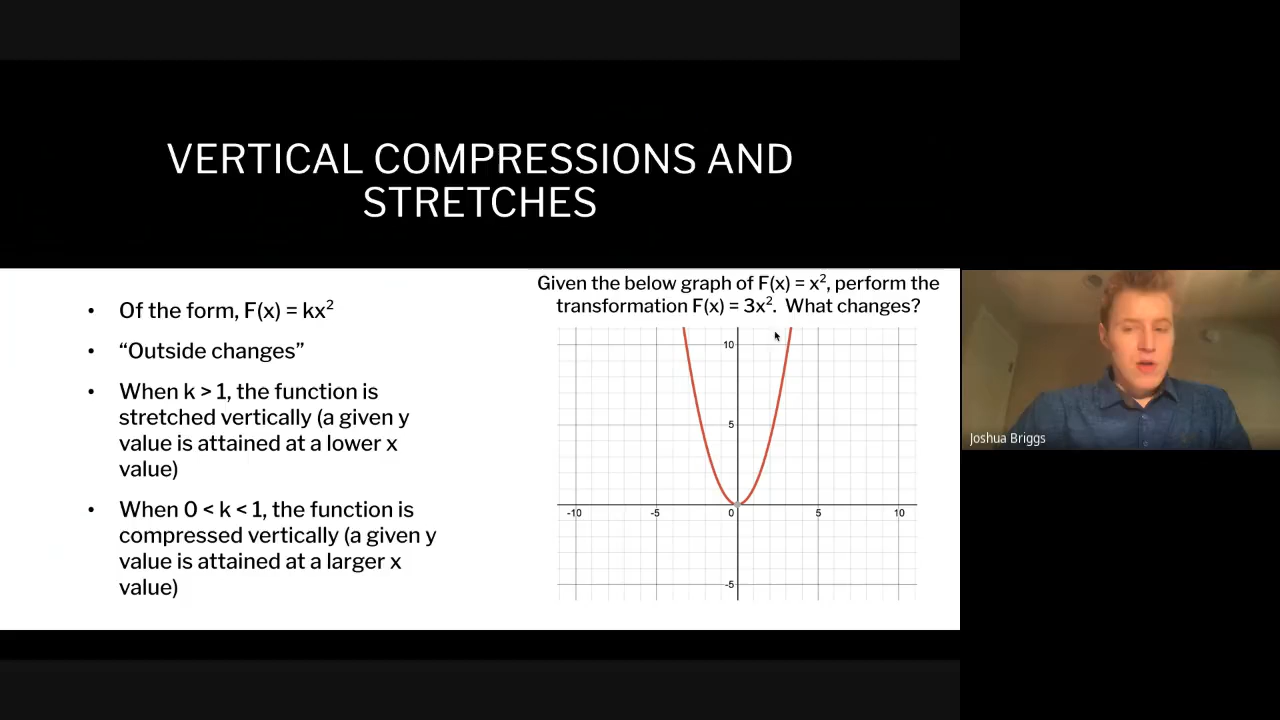 VERTICAL COMPRESSIONS AND
STRETCHES
• Of the form, F(x) = kx²
• “Outside changes”
• When k > 1, the function is
stretched vertically (a given y
value is attained at a lower x
value)
• When 0 < k < 1, the function is
compressed vertically (a given y
value is attained at a larger x
value)
Given the below graph of F(x) = x², perform the
transformation F(x) = 3x². What changes?
10
5
-10 -5 0 5 10
-5
Joshua Briggs